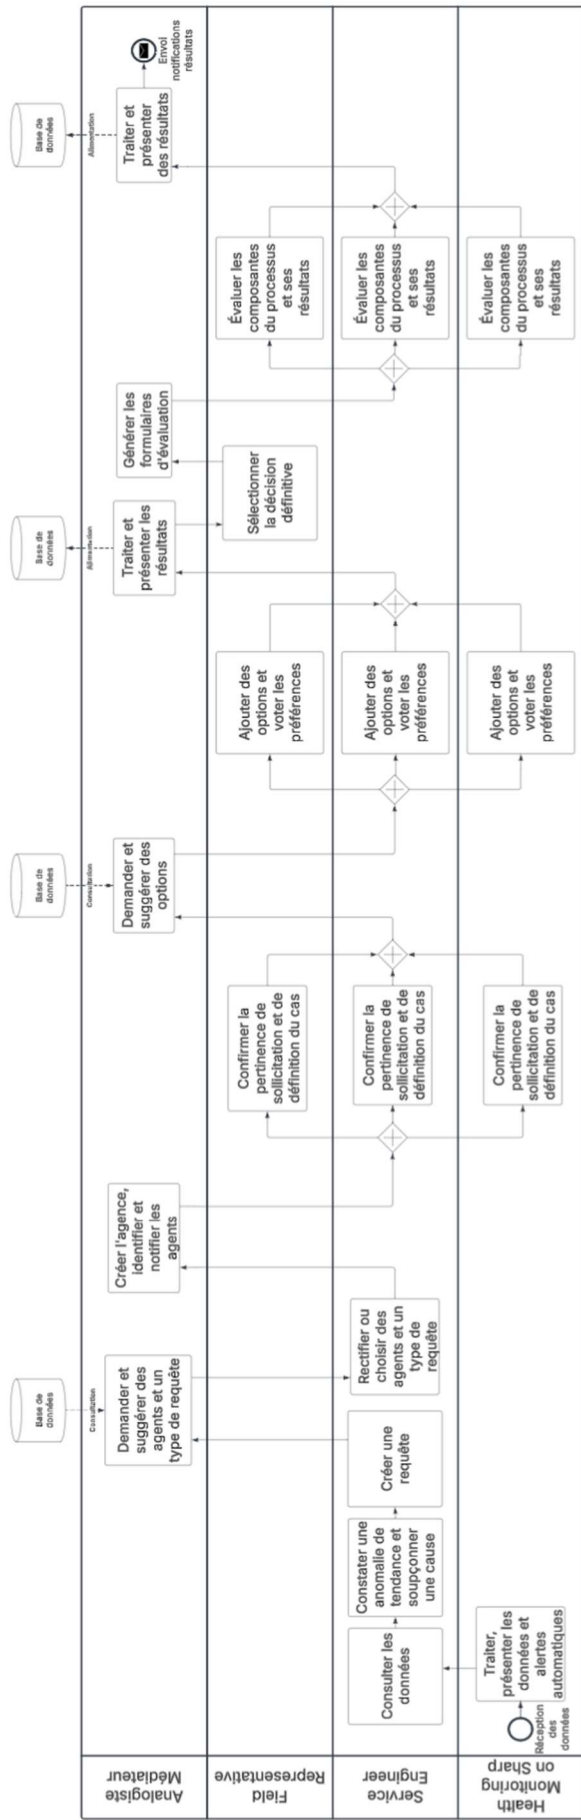 Base de
données
Consultation
Base de
données
Consultation
Base de
données
Alimentation
Base de
données
Alimentation
Analogiste
Médiateur
Demander et
suggérer des
agents et un
type de requête
Créer l'agence,
identifier et
notifier les
agents
Demander et
suggérer des
options
Traiter et
présenter les
résultats
Générer les
formulaires
d'évaluation
Traiter et
présenter
des résultats
Envoi
notifications
résultats
Field
Representative
Confirmer la
pertinence de
sollicitation et de
définition du cas
Ajouter des
options et
voter les
préférences
Sélectionner
la décision
définitive
Évaluer les
composantes
du processus
et ses
résultats
Service
Engineer
Consulter les
données
Constater une
anomalie de
tendance et
soupçonner
une cause
Créer une
requête
Rectifier ou
choisir des
agents et un
type de
requête
Confirmer la
pertinence de
sollicitation et de
définition du cas
Ajouter des
options et
voter les
préférences
Évaluer les
composantes
du processus
et ses
résultats
Health
Monitoring
on Sharp
Réception
des
données
Traiter,
présenter les
données et
alertes
automatiques
Confirmer la
pertinence de
sollicitation et de
définition du cas
Ajouter des
options et
voter les
préférences
Évaluer les
composantes
du processus
et ses
résultats